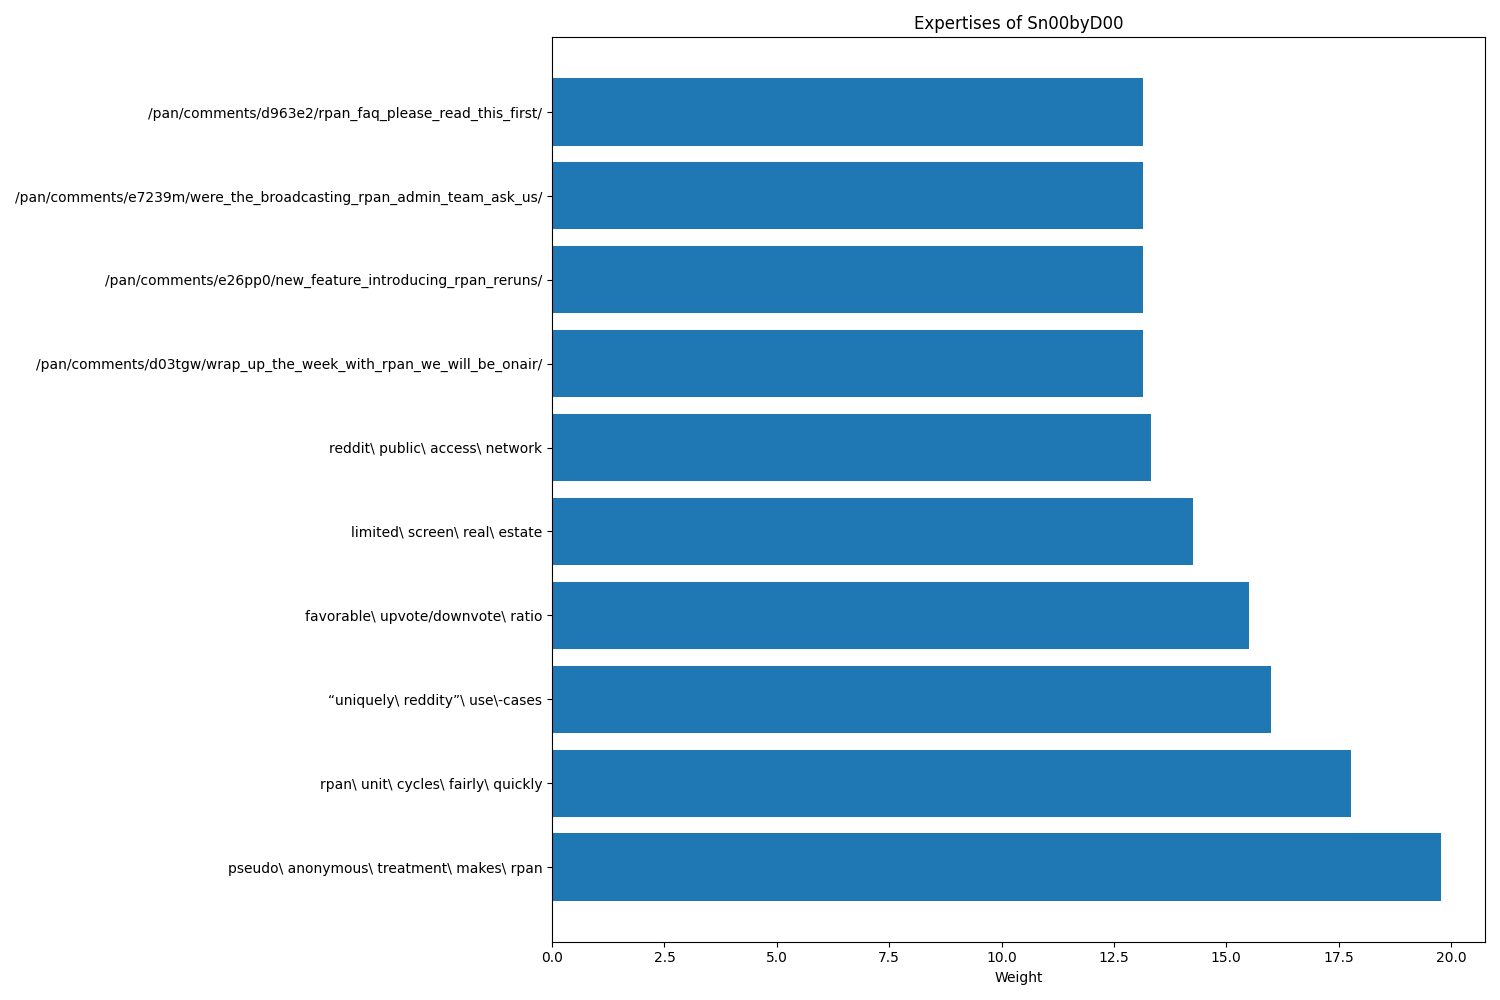 Expertises of Sn00byD00
/pan/comments/d963e2/rpan_faq_please_read_this_first/
/pan/comments/e7239m/were_the_broadcasting_rpan_admin_team_ask_us/
/pan/comments/e26pp0/new_feature_introducing_rpan_reruns/
/pan/comments/d03tgw/wrap_up_the_week_with_rpan_we_will_be_onair/
reddit\ public\ access\ network
limited\ screen\ real\ estate
favorable\ upvote/downvote\ ratio
“uniquely\ reddity”\ use\-cases
rpan\ unit\ cycles\ fairly\ quickly
pseudo\ anonymous\ treatment\ makes\ rpan
0.0 2.5 5.0 7.5 10.0 12.5 15.0 17.5 20.0
Weight